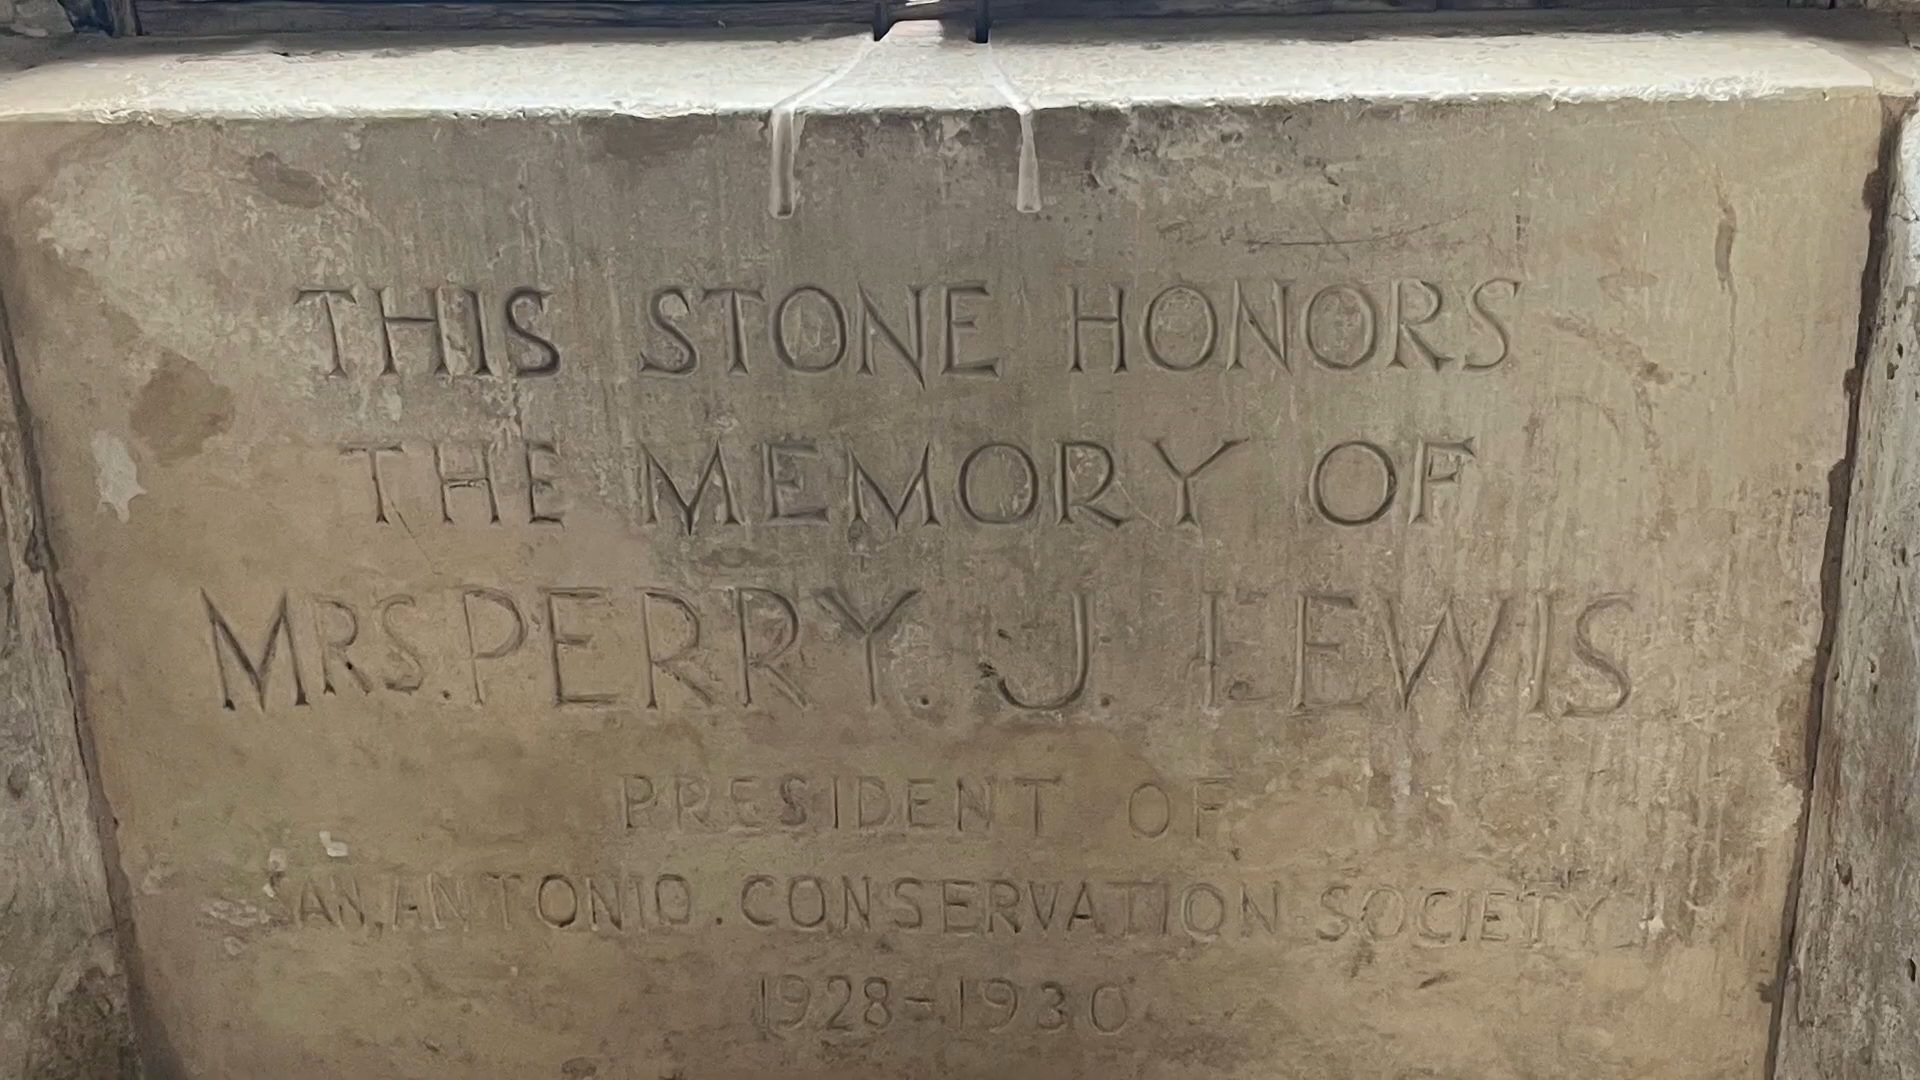 THIS STONE HONORS
THE MEMORY OF
MRS. PERRY. J. LEWIS
PRESIDENT OF
SAN ANTONIO. CONSERVATION SOCIETY
1928-1930